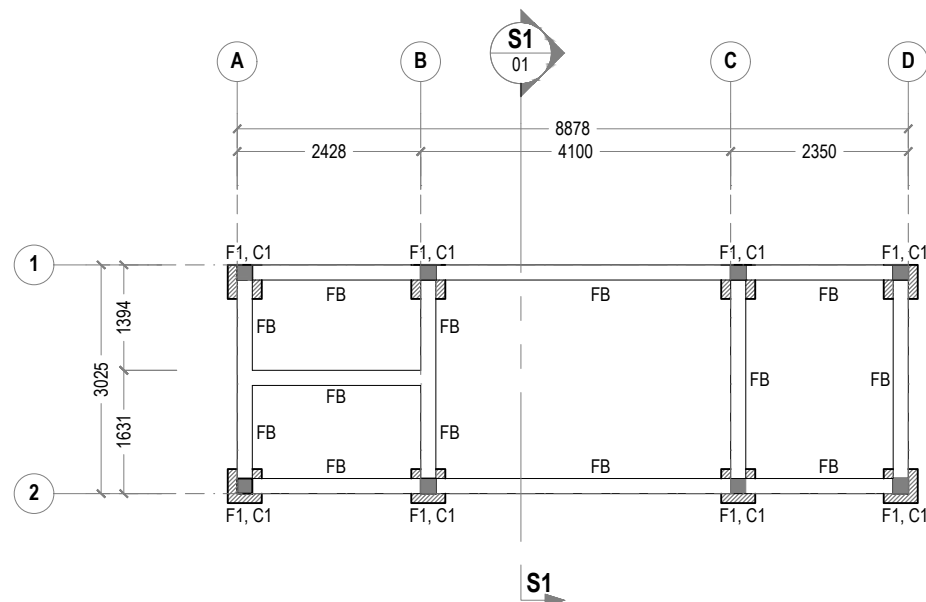 A
B
S1
01
C
D
8878
2428
4100
2350
F1, C1
F1, C1
F1, C1
F1, C1
1
FB
FB
FB
1394
FB
FB
3025
FB
FB
FB
1631
FB
FB
FB
FB
FB
2
F1, C1
F1, C1
F1, C1
F1, C1
S1